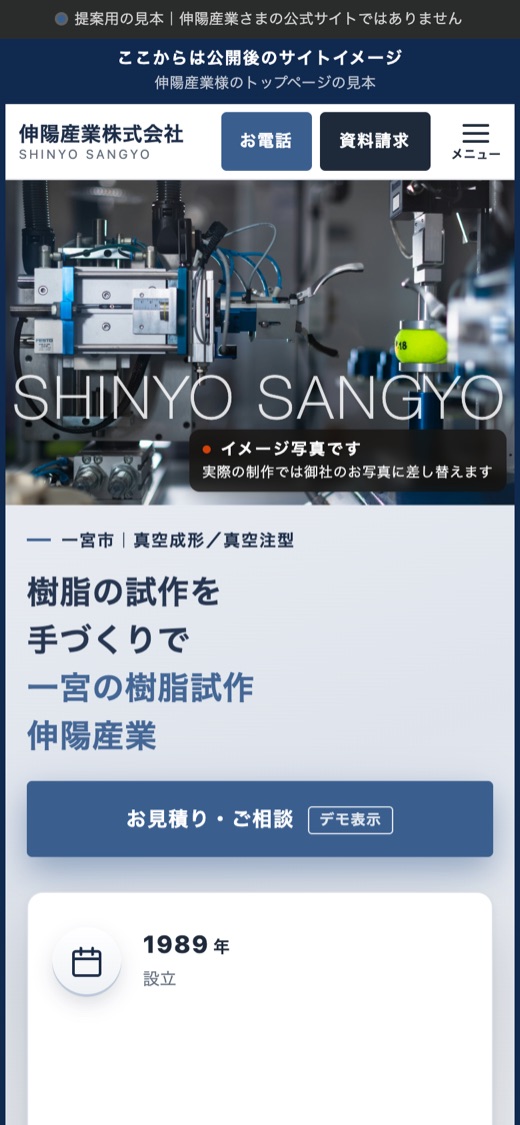 提案用の見本｜伸陽産業さまの公式サイトではありません
ここからは公開後のサイトイメージ
伸陽産業様のトップページの見本
伸陽産業株式会社
SHINYO SANGYO
お電話
資料請求
メニュー
18
SHINYO SANGYO
イメージ写真です
実際の制作では御社のお写真に差し替えます
一宮市｜真空成形／真空注型
樹脂の試作を
手づくりで
一宮の樹脂試作
伸陽産業
お見積り・ご相談 デモ表示
1989 年
設立